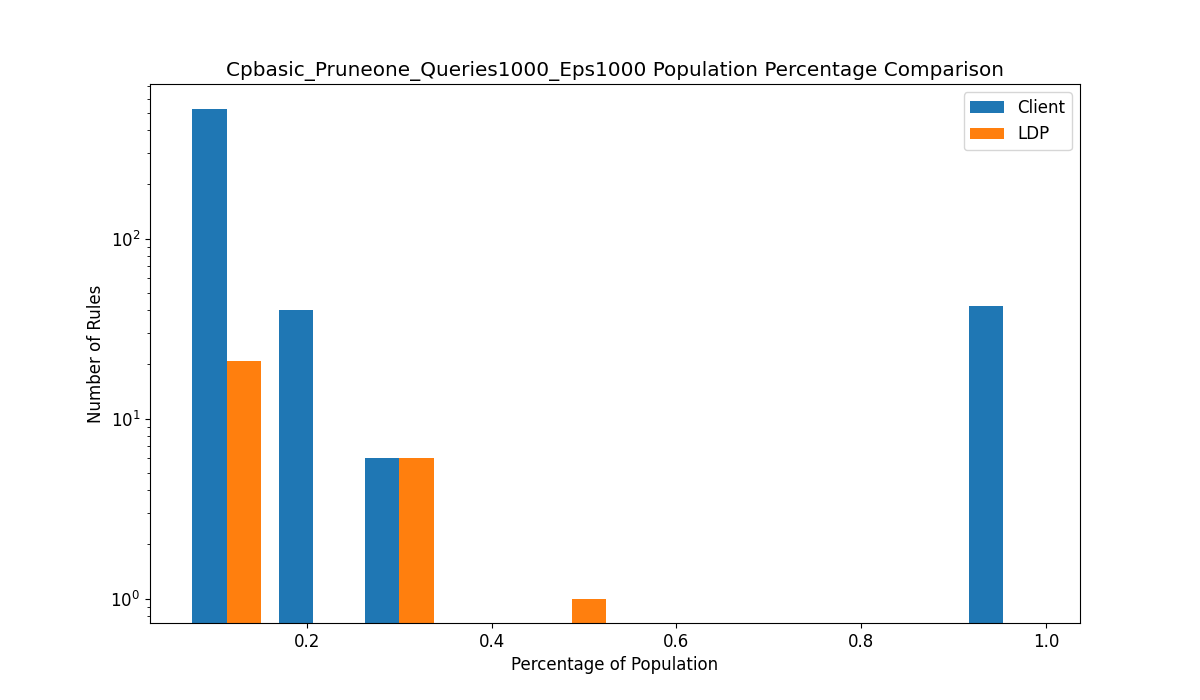 Cpbasic_Pruneone_Queries1000_Eps1000 Population Percentage Comparison
Client
LDP
Number of Rules
10²
10¹
10⁰
0.2 0.4 0.6 0.8 1.0
Percentage of Population